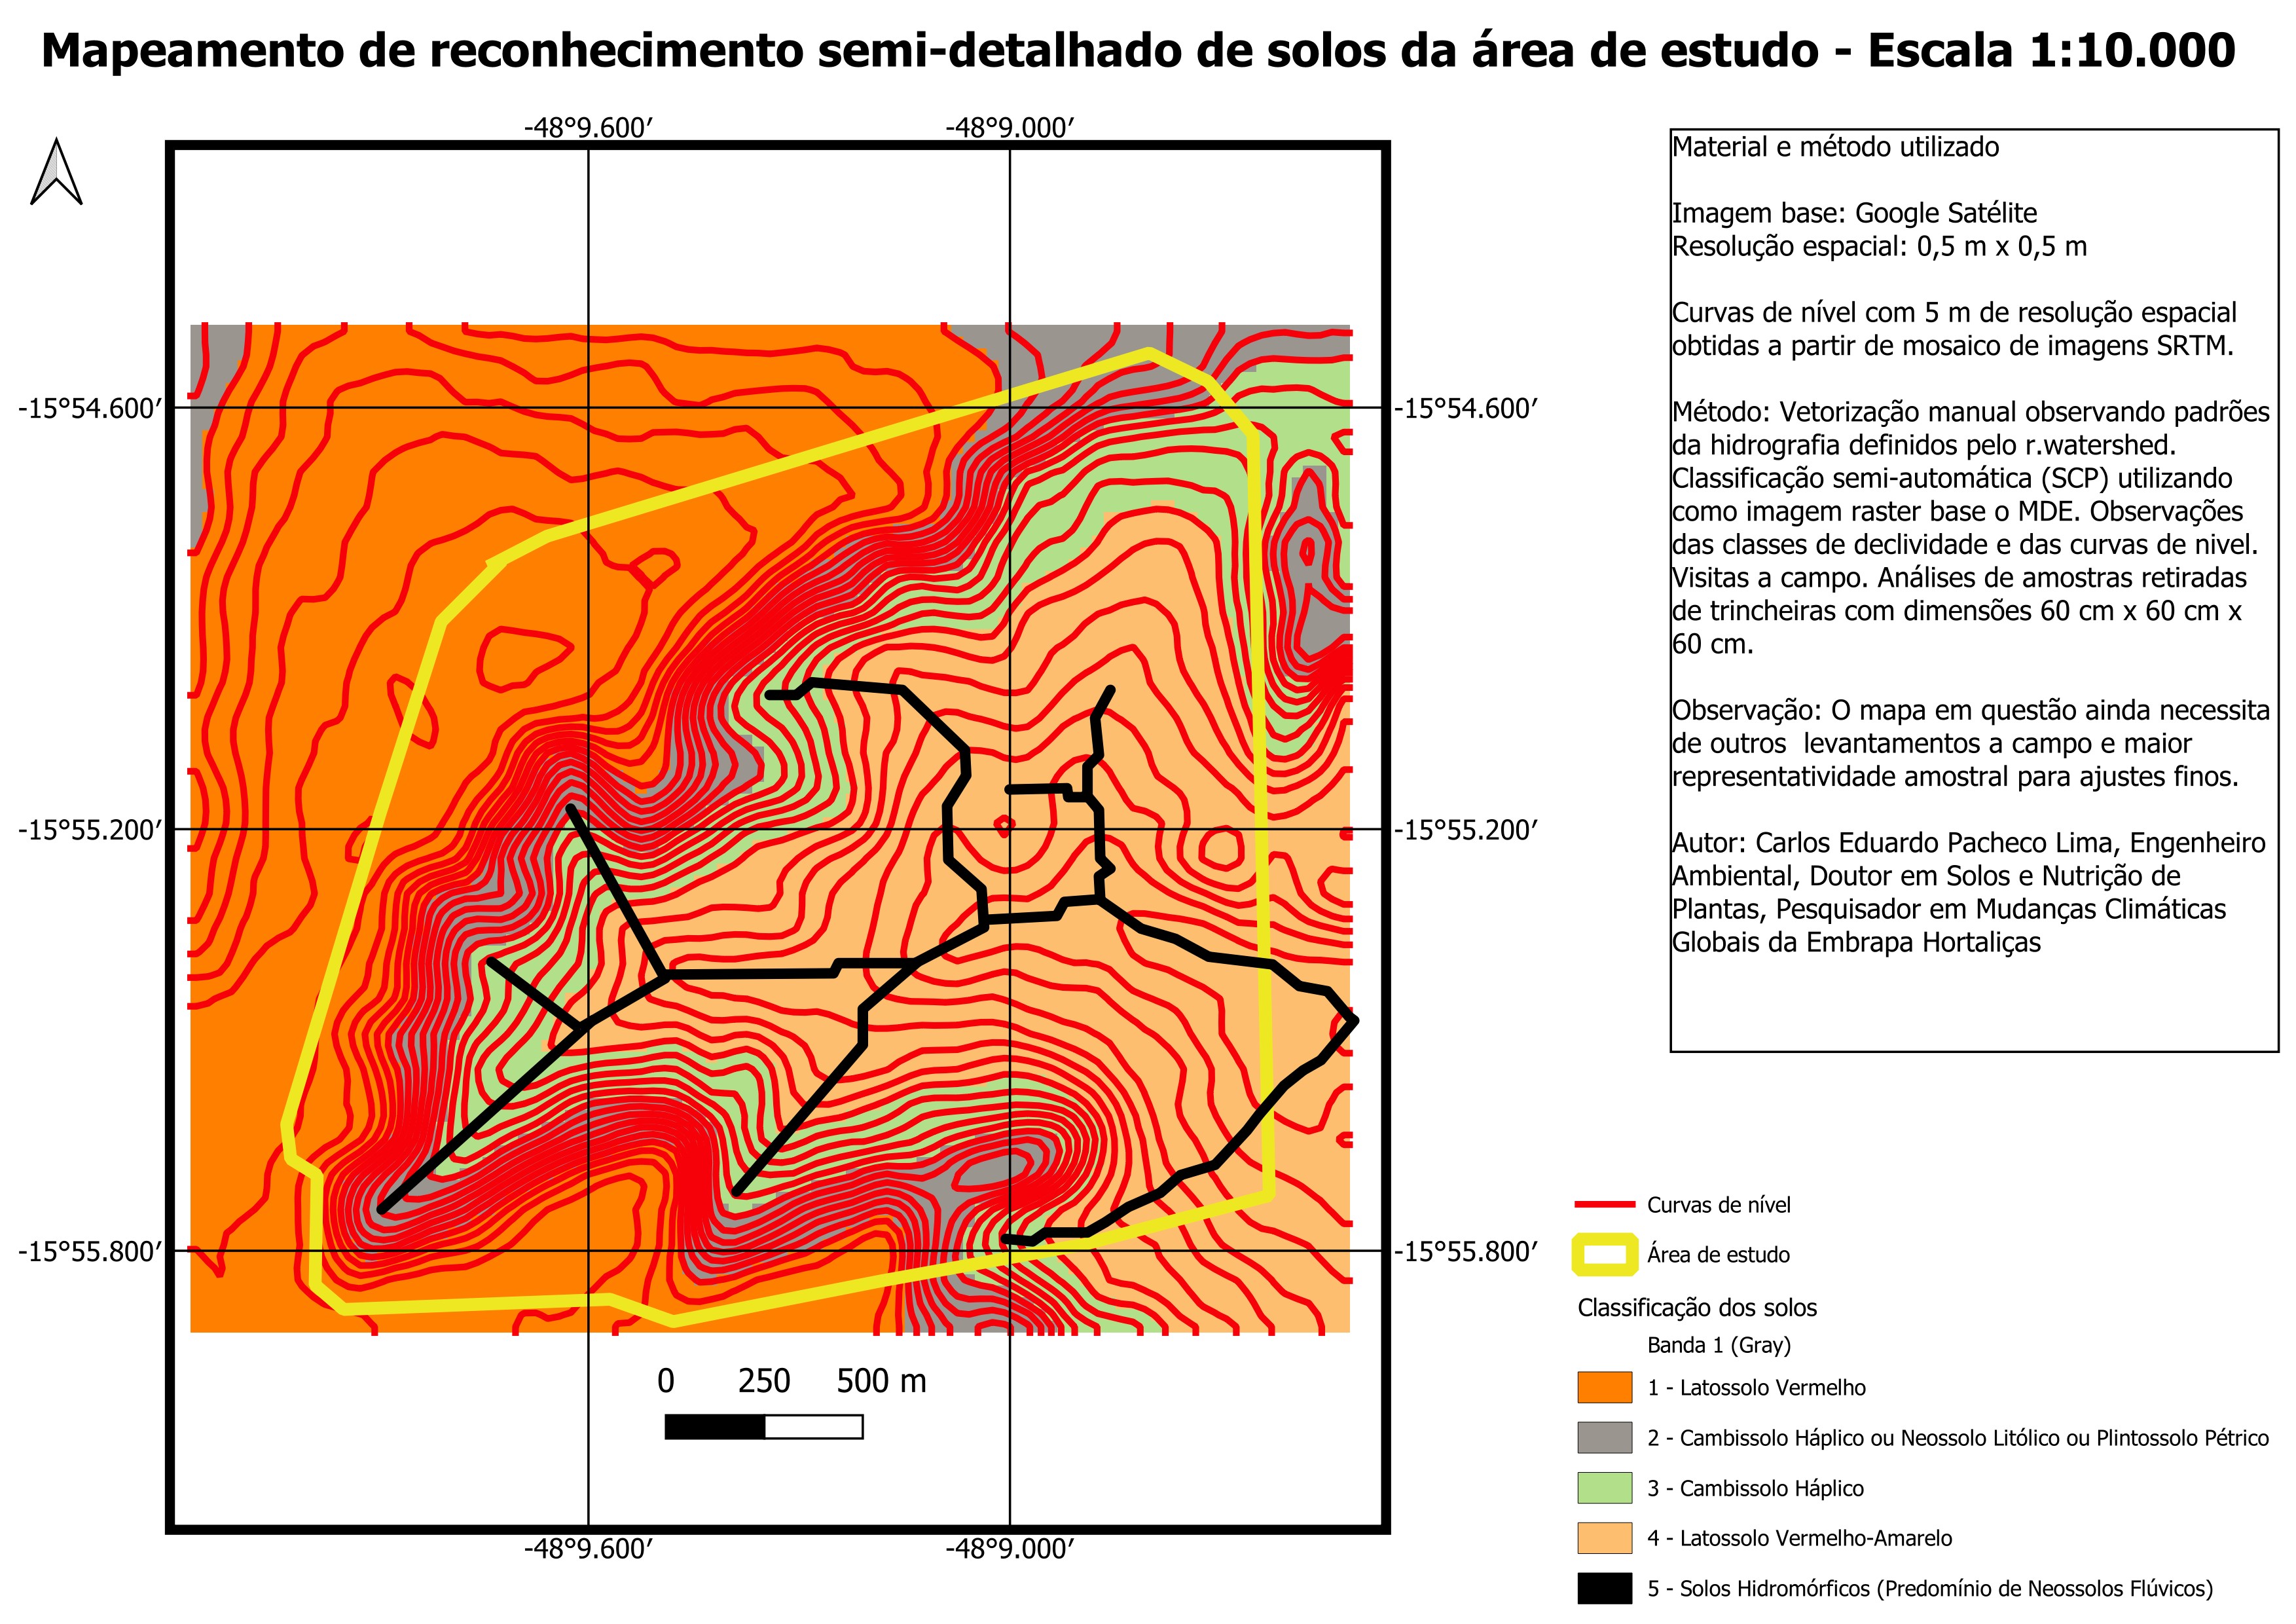 Mapeamento de reconhecimento semi-detalhado de solos da área de estudo - Escala 1:10.000
-48°9.600′
-48°9.000′
-15°54.600′
-15°54.600′
-15°55.200′
-15°55.200′
-15°55.800′
-15°55.800′
0 250 500 m
-48°9.600′
-48°9.000′
Material e método utilizado
Imagem base: Google Satélite
Resolução espacial: 0,5 m x 0,5 m
Curvas de nível com 5 m de resolução espacial
obtidas a partir de mosaico de imagens SRTM.
Método: Vetorização manual observando padrões
da hidrografia definidos pelo r.watershed.
Classificação semi-automática (SCP) utilizando
como imagem raster base o MDE. Observações
das classes de declividade e das curvas de nivel.
Visitas a campo. Análises de amostras retiradas
de trincheiras com dimensões 60 cm x 60 cm x
60 cm.
Observação: O mapa em questão ainda necessita
de outros  levantamentos a campo e maior
representatividade amostral para ajustes finos.
Autor: Carlos Eduardo Pacheco Lima, Engenheiro
Ambiental, Doutor em Solos e Nutrição de
Plantas, Pesquisador em Mudanças Climáticas
Globais da Embrapa Hortaliças
Curvas de nível
Área de estudo
Classificação dos solos
Banda 1 (Gray)
1 - Latossolo Vermelho
2 - Cambissolo Háplico ou Neossolo Litólico ou Plintossolo Pétrico
3 - Cambissolo Háplico
4 - Latossolo Vermelho-Amarelo
5 - Solos Hidromórficos (Predomínio de Neossolos Flúvicos)